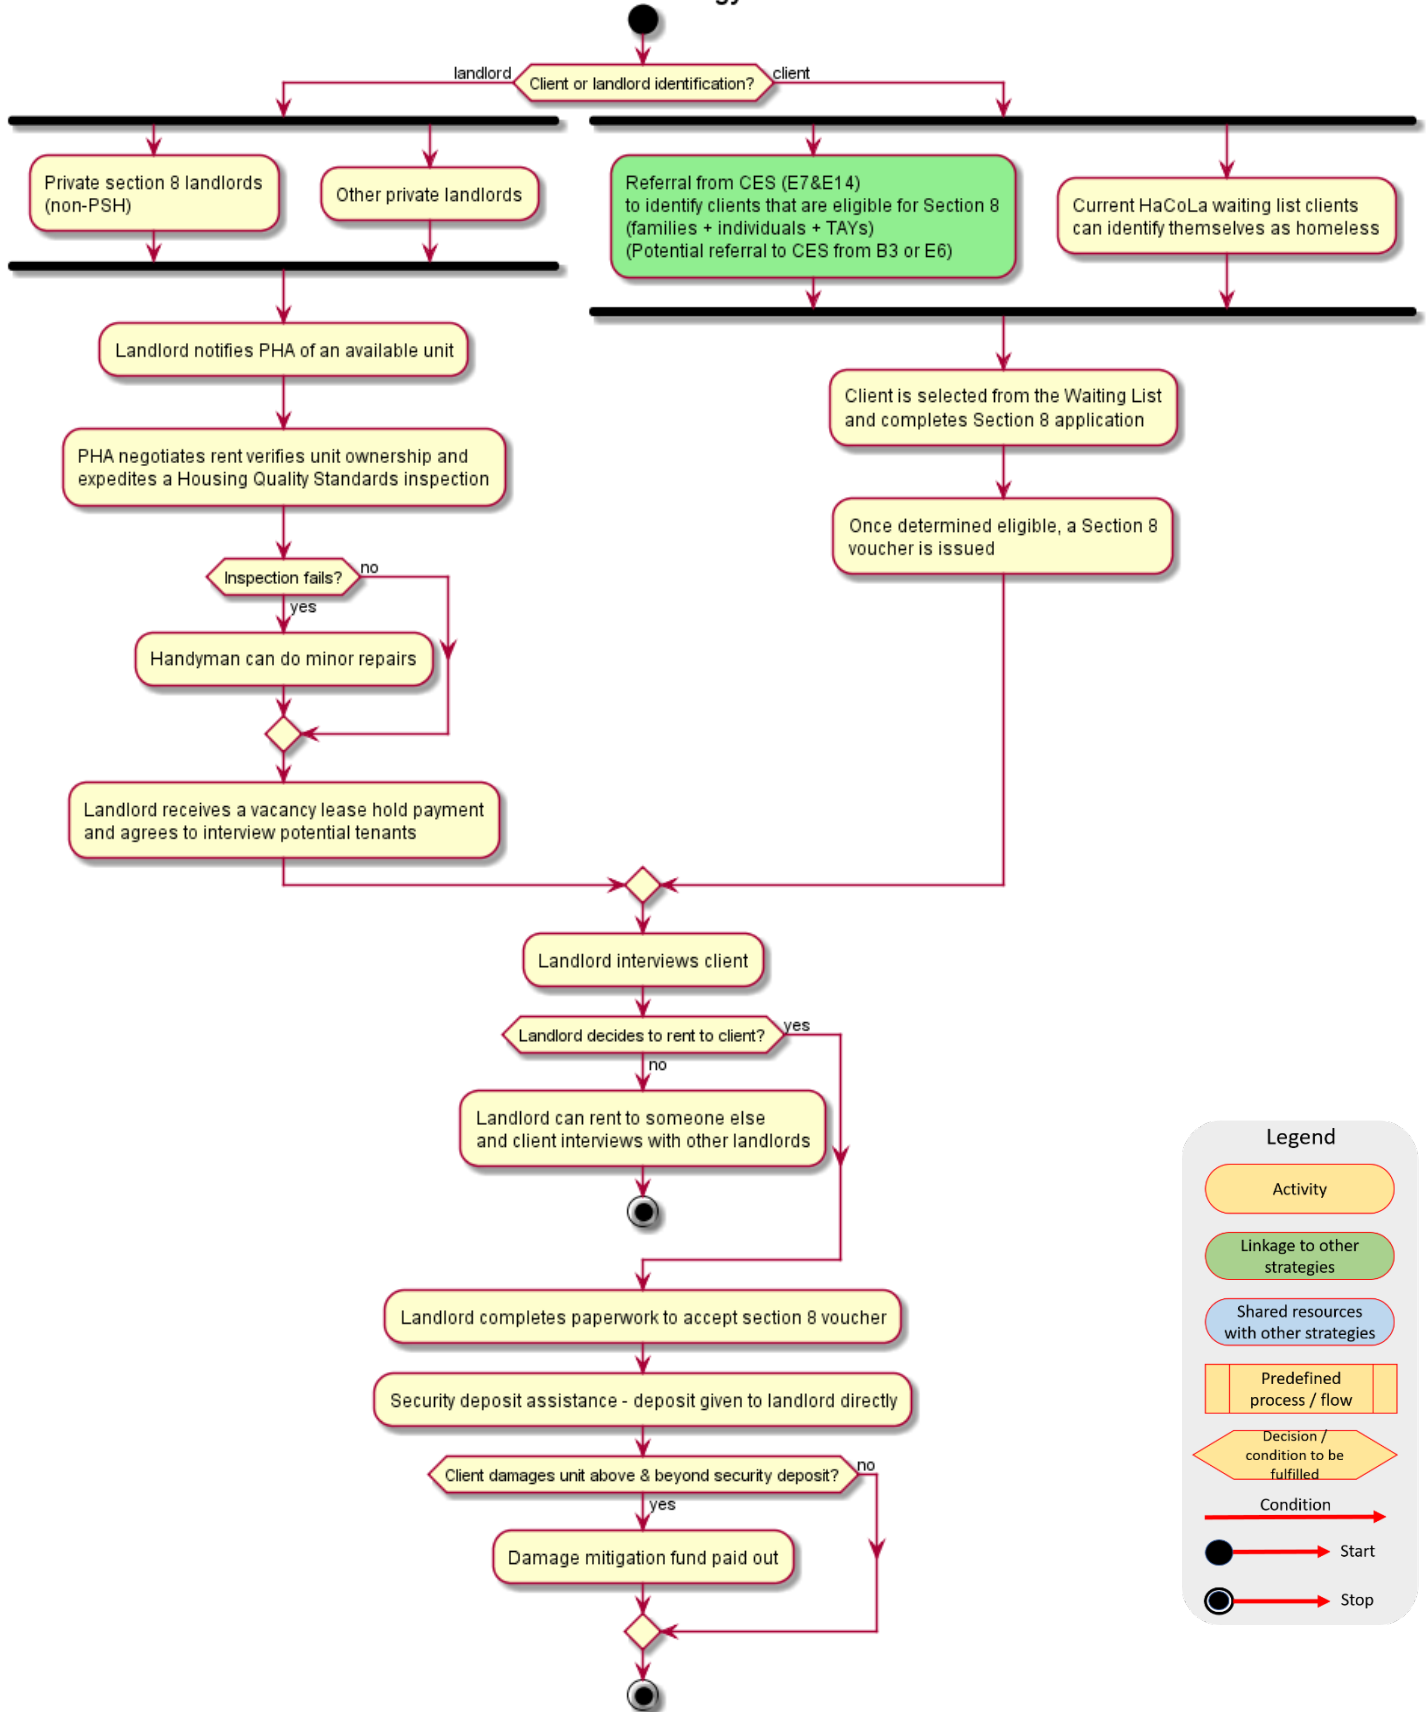 Client or landlord identification?
landlord
client
Private section 8 landlords
(non-PSH)
Other private landlords
Referral from CES (E7&E14)
to identify clients that are eligible for Section 8
(families + individuals + TAYs)
(Potential referral to CES from B3 or E6)
Current HaCoLa waiting list clients
can identify themselves as homeless
Landlord notifies PHA of an available unit
PHA negotiates rent verifies unit ownership and
expedites a Housing Quality Standards inspection
Inspection fails?
no
yes
Handyman can do minor repairs
Landlord receives a vacancy lease hold payment
and agrees to interview potential tenants
Client is selected from the Waiting List
and completes Section 8 application
Once determined eligible, a Section 8
voucher is issued
Landlord interviews client
Landlord decides to rent to client?
yes
no
Landlord can rent to someone else
and client interviews with other landlords
Landlord completes paperwork to accept section 8 voucher
Security deposit assistance - deposit given to landlord directly
Client damages unit above & beyond security deposit?
no
yes
Damage mitigation fund paid out
Legend
Activity
Linkage to other
strategies
Shared resources
with other strategies
Predefined
process / flow
Decision /
condition to be
fulfilled
Condition
Start
Stop